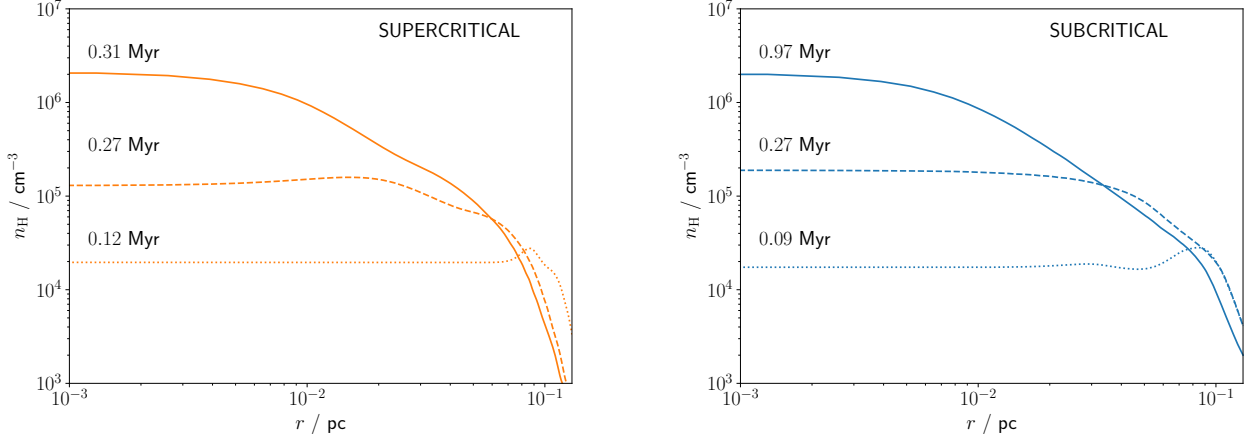 SUPERCRITICAL
0.31 Myr
0.27 Myr
0.12 Myr
n_H / cm^{-3}
10^7
10^6
10^5
10^4
10^3
10^{-3} 10^{-2} 10^{-1}
r / pc
SUBCRITICAL
0.97 Myr
0.27 Myr
0.09 Myr
n_H / cm^{-3}
10^7
10^6
10^5
10^4
10^3
10^{-3} 10^{-2} 10^{-1}
r / pc